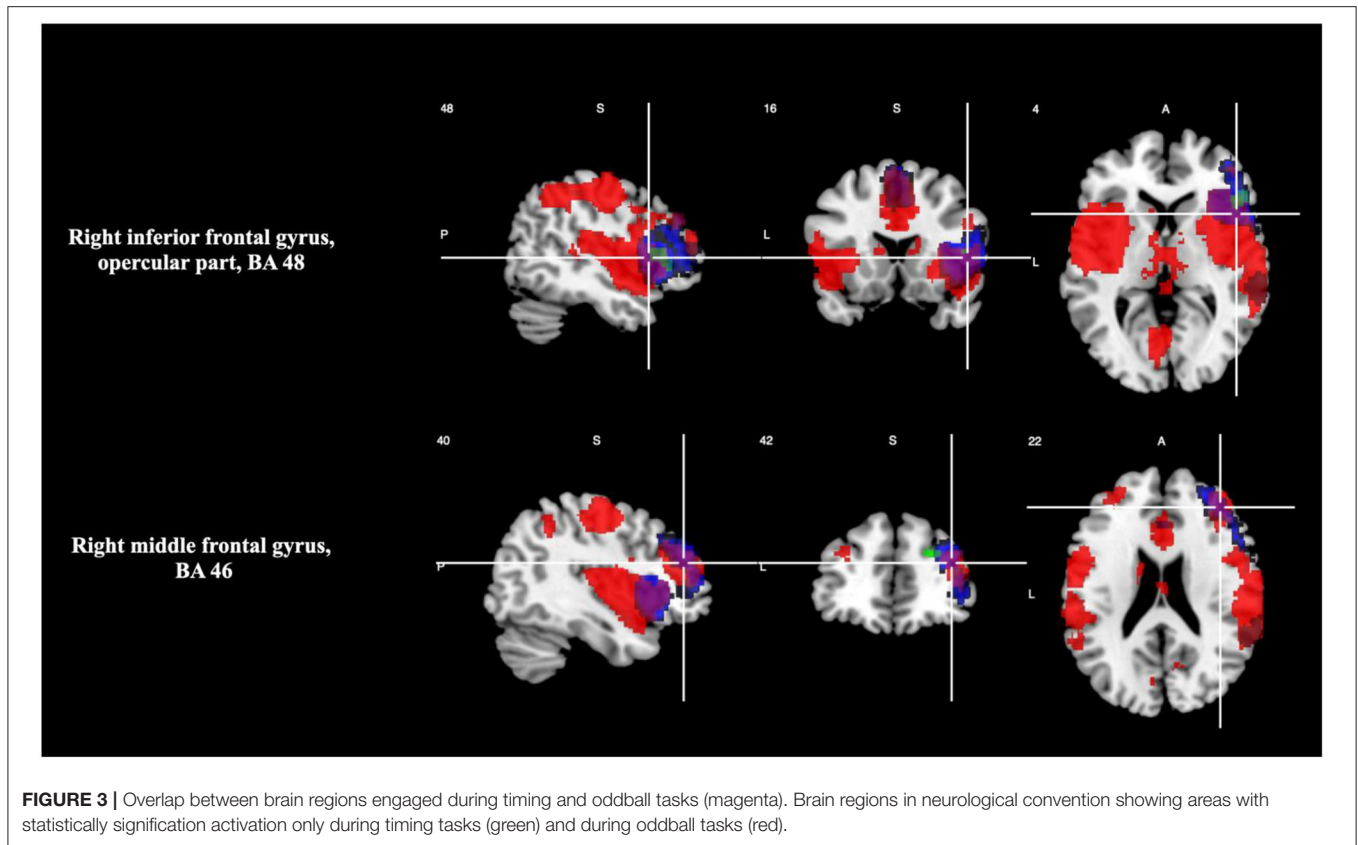 48
S
16
S
4
A
Right inferior frontal gyrus,
opercular part, BA 48
P
L
L
40
S
42
S
22
A
Right middle frontal gyrus,
BA 46
P
L
L
FIGURE 3 | Overlap between brain regions engaged during timing and oddball tasks (magenta). Brain regions in neurological convention showing areas with
statistically signification activation only during timing tasks (green) and during oddball tasks (red).